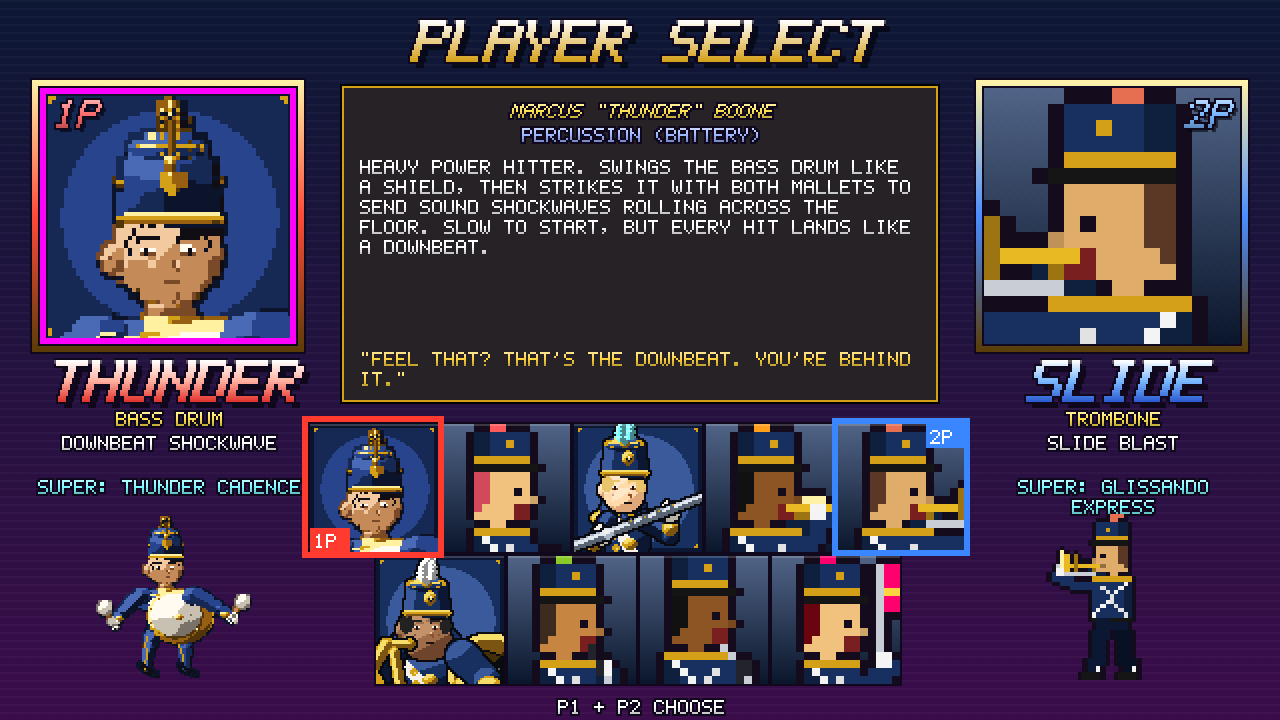 PLAYER SELECT
1P
2P
MARCUS "THUNDER" BOONE
PERCUSSION (BATTERY)
HEAVY POWER HITTER. SWINGS THE BASS DRUM LIKE
A SHIELD, THEN STRIKES IT WITH BOTH MALLETS TO
SEND SOUND SHOCKWAVES ROLLING ACROSS THE
FLOOR. SLOW TO START, BUT EVERY HIT LANDS LIKE
A DOWNBEAT.
"FEEL THAT? THAT'S THE DOWNBEAT. YOU'RE BEHIND
IT."
THUNDER
BASS DRUM
DOWNBEAT SHOCKWAVE
SUPER: THUNDER CADENCE
SLIDE
TROMBONE
SLIDE BLAST
SUPER: GLISSANDO
EXPRESS
1P
2P
P1 + P2 CHOOSE